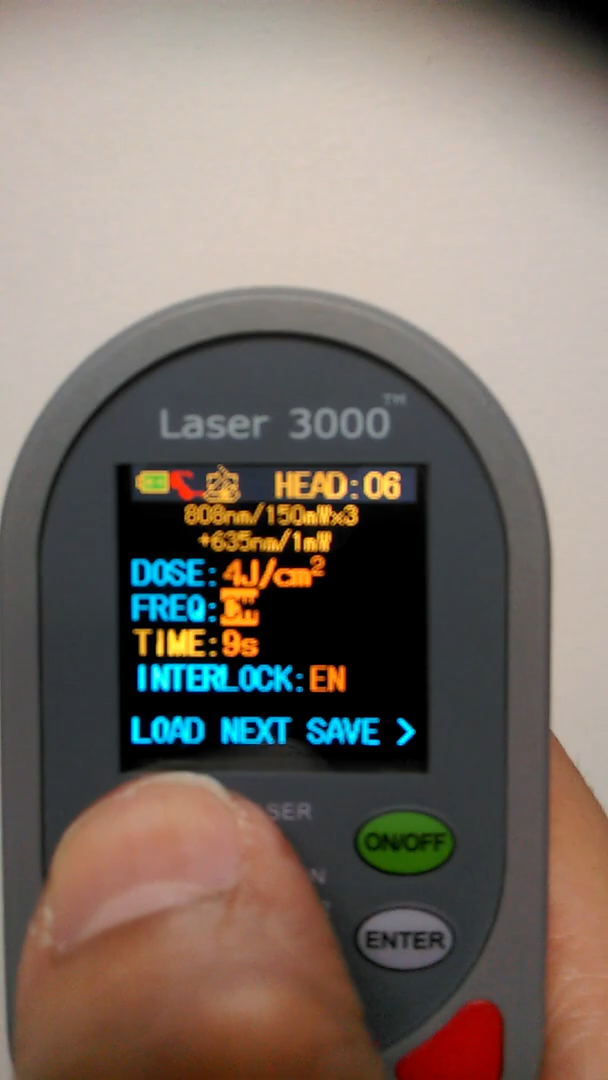 Laser 3000™
HEAD:06
808nm/150mW×3
+635nm/1mW
DOSE:4J/cm²
FREQ:
TIME:9s
INTERLOCK:EN
LOAD NEXT SAVE >
ON/OFF
ENTER